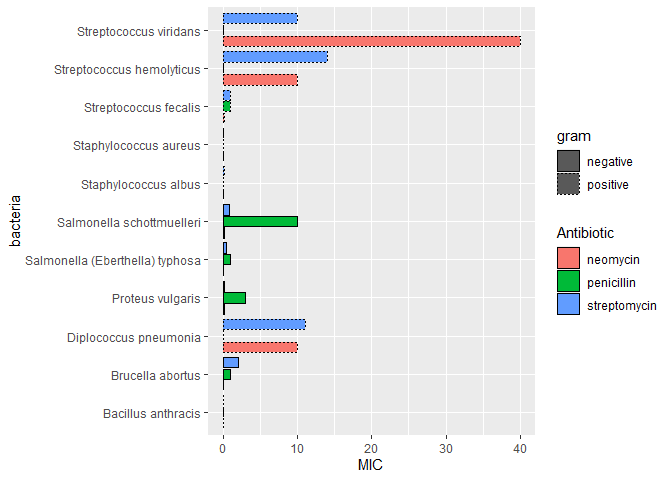 Streptococcus viridans
Streptococcus hemolyticus
Streptococcus fecalis
Staphylococcus aureus
Staphylococcus albus
Salmonella schottmuelleri
Salmonella (Eberthella) typhosa
Proteus vulgaris
Diplococcus pneumonia
Brucella abortus
Bacillus anthracis
bacteria
0 10 20 30 40
MIC
gram
negative
positive
Antibiotic
neomycin
penicillin
streptomycin